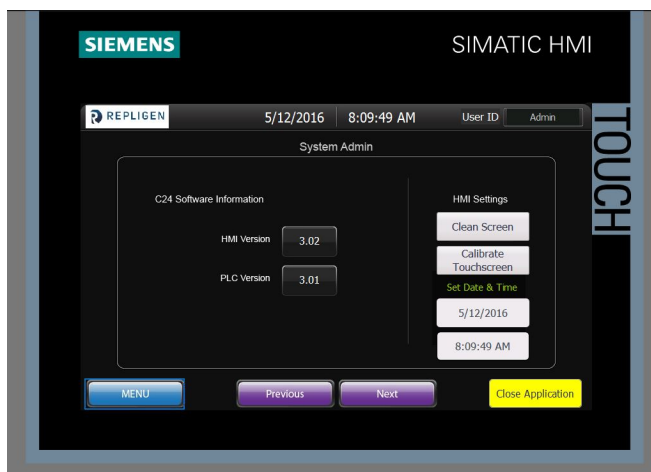 SIEMENS
SIMATIC HMI
TOUCH
REPLIGEN
5/12/2016
8:09:49 AM
User ID
Admin
System Admin
C24 Software Information
HMI Version
3.02
PLC Version
3.01
HMI Settings
Clean Screen
Calibrate
Touchscreen
Set Date & Time
5/12/2016
8:09:49 AM
MENU
Previous
Next
Close Application